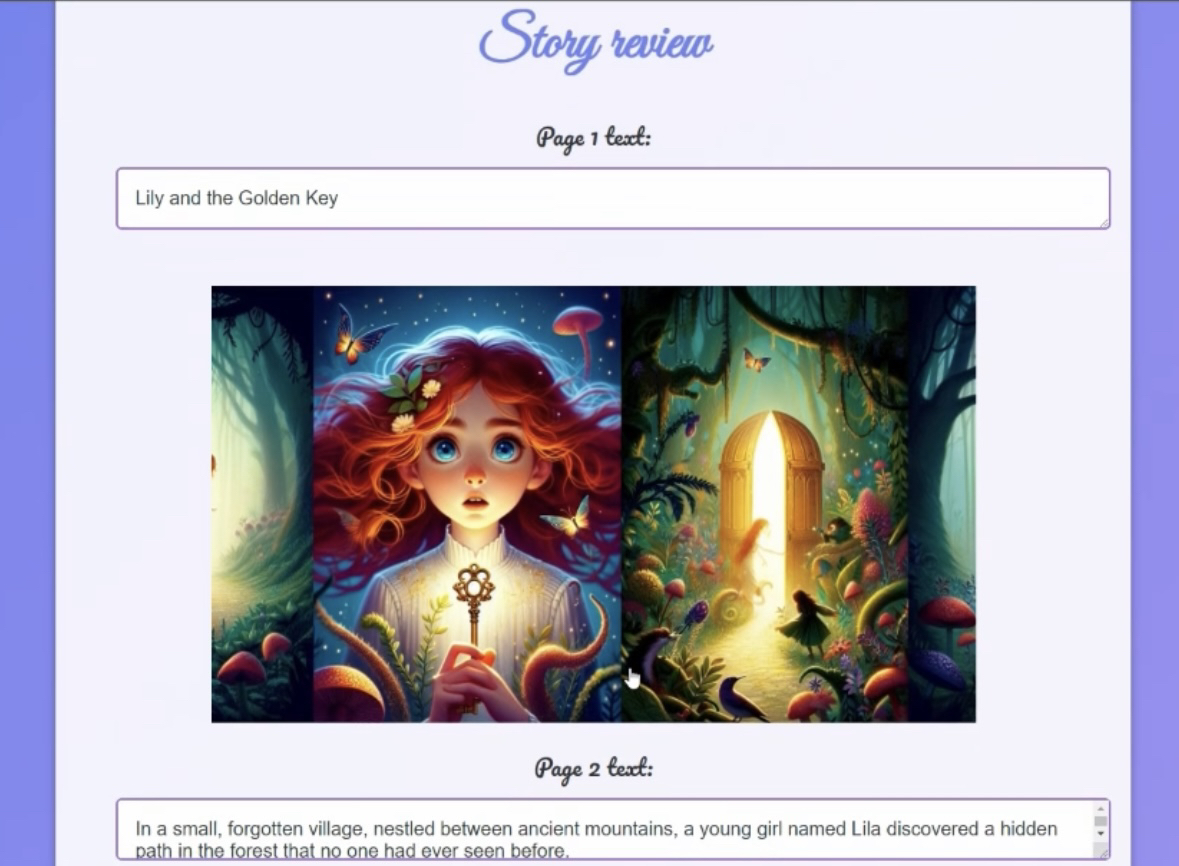 Story review
Page 1 text:
Lily and the Golden Key
Page 2 text:
In a small, forgotten village, nestled between ancient mountains, a young girl named Lila discovered a hidden
path in the forest that no one had ever seen before.